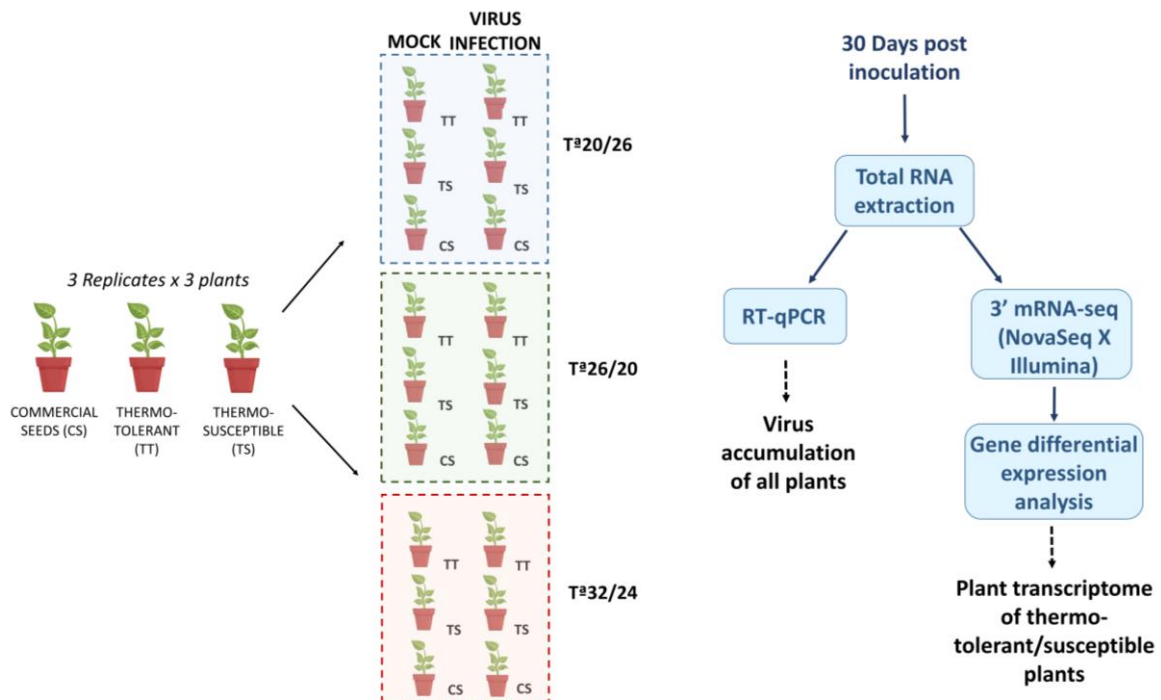 3 Replicates x 3 plants
COMMERCIAL
SEEDS (CS)
THERMO-
TOLERANT
(TT)
THERMO-
SUSCEPTIBLE
(TS)
MOCK
VIRUS
INFECTION
TT
TT
TS
TS
CS
CS
Tª20/26
TT
TT
TS
TS
CS
CS
Tª26/20
TT
TT
TS
TS
CS
CS
Tª32/24
30 Days post
inoculation
Total RNA
extraction
RT-qPCR
Virus
accumulation
of all plants
3’ mRNA-seq
(NovaSeq X
Illumina)
Gene differential
expression
analysis
Plant transcriptome
of thermo-
tolerant/susceptible
plants